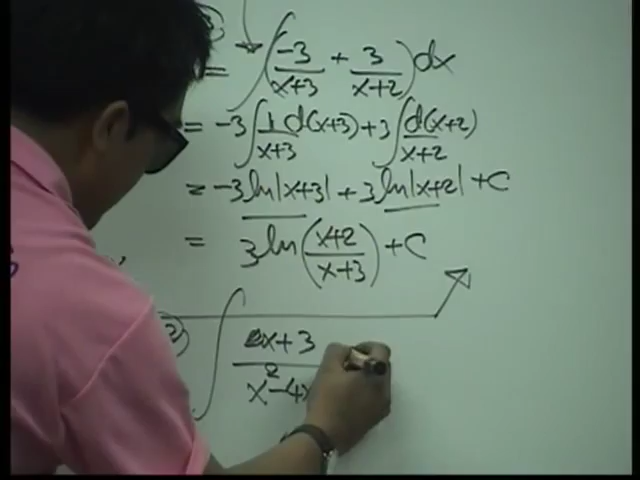 = ∫(-3/(x+3) + 3/(x+2))dx
= -3∫1/(x+3) d(x+3) + 3∫d(x+2)/(x+2)
= -3ln|x+3| + 3ln|x+2| + C
= 3ln((x+2)/(x+3)) + C
2) ∫ x+3/x²-4x